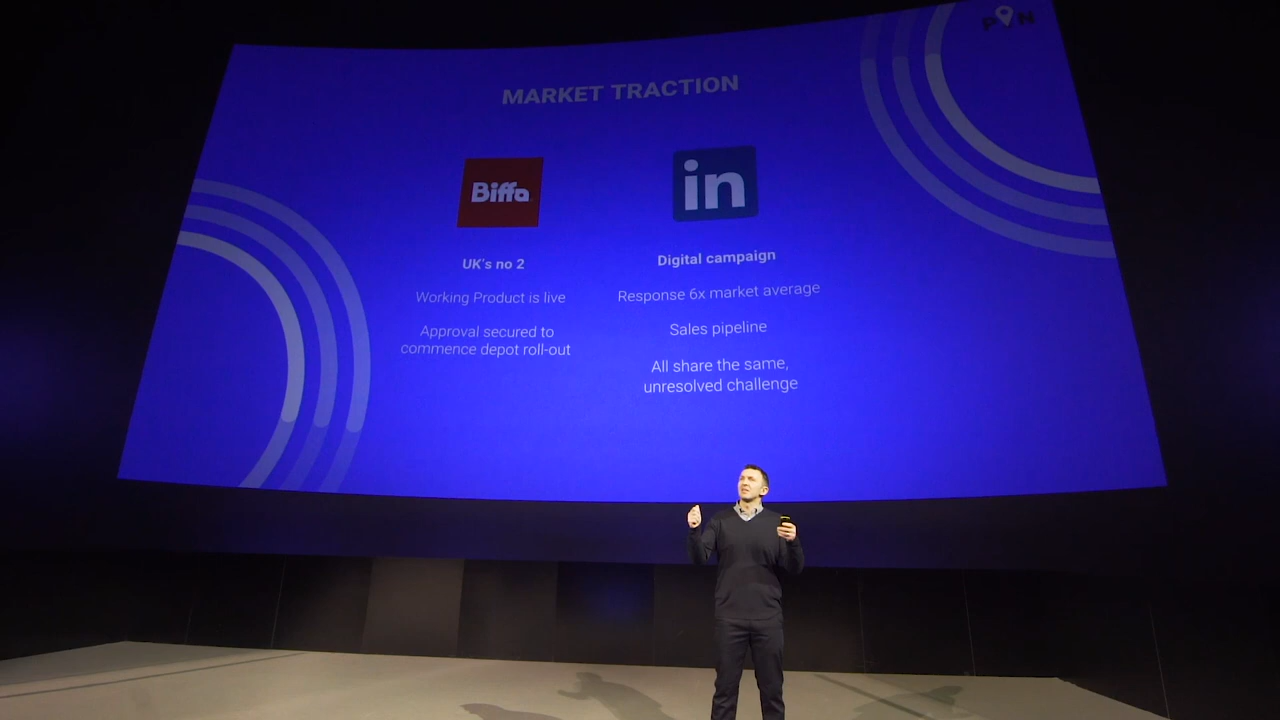 PIN
MARKET TRACTION
Biffa
in
UK's no 2
Working Product is live
Approval secured to
commence depot roll-out
Digital campaign
Response 6x market average
Sales pipeline
All share the same,
unresolved challenge